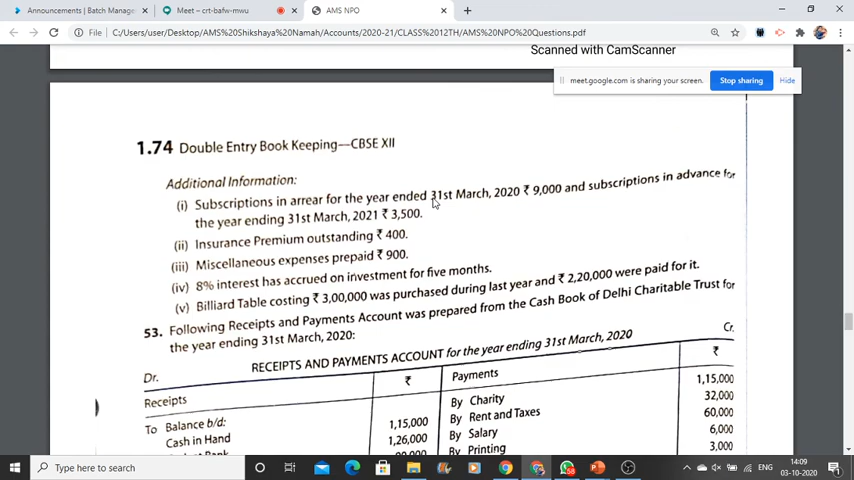 Announcements | Batch Manage
Meet – crt-bafw-mwu
AMS NPO
C:/Users/user/Desktop/AMS%20Shikshaya%20Namah/Accounts/2020-21/CLASS%2012TH/AMS%20NPO%20Questions.pdf
Scanned with CamScanner
meet.google.com is sharing your screen.
Stop sharing
Hide
1.74 Double Entry Book Keeping—CBSE XII
Additional Information:
(i) Subscriptions in arrear for the year ended 31st March, 2020 ₹ 9,000 and subscriptions in advance for
the year ending 31st March, 2021 ₹ 3,500.
(ii) Insurance Premium outstanding ₹ 400.
(iii) Miscellaneous expenses prepaid ₹ 900.
(iv) 8% interest has accrued on investment for five months.
(v) Billiard Table costing ₹ 3,00,000 was purchased during last year and ₹ 2,20,000 were paid for it.
53. Following Receipts and Payments Account was prepared from the Cash Book of Delhi Charitable Trust for
the year ending 31st March, 2020:
RECEIPTS AND PAYMENTS ACCOUNT for the year ending 31st March, 2020
Dr.
Cr.
Receipts
₹
Payments
₹
To Balance b/d:
By Charity
1,15,000
Cash in Hand
1,15,000
By Rent and Taxes
32,000
1,26,000
By Salary
60,000
By Printing
6,000
3,000
Type here to search
ENG
14:09
03-10-2020